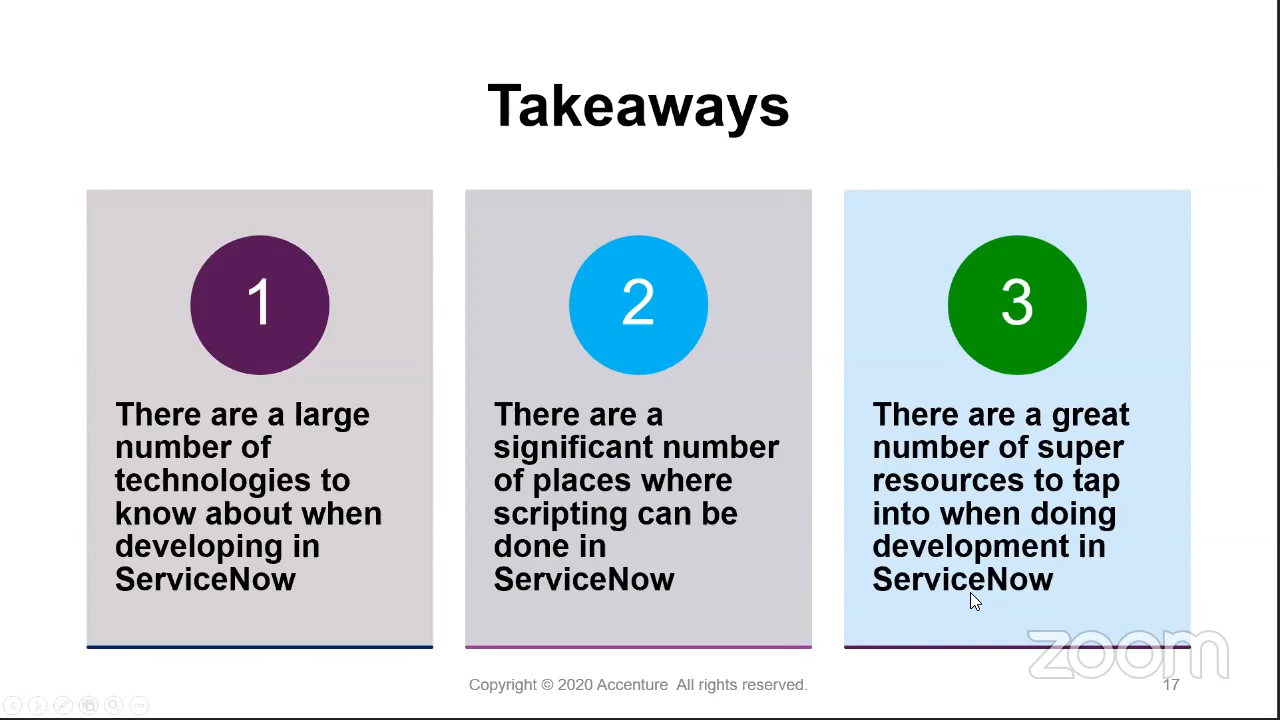 Takeaways
1
There are a large
number of
technologies to
know about when
developing in
ServiceNow
2
There are a
significant number
of places where
scripting can be
done in
ServiceNow
3
There are a great
number of super
resources to tap
into when doing
development in
ServiceNow
zoom
Copyright © 2020 Accenture All rights reserved.
17